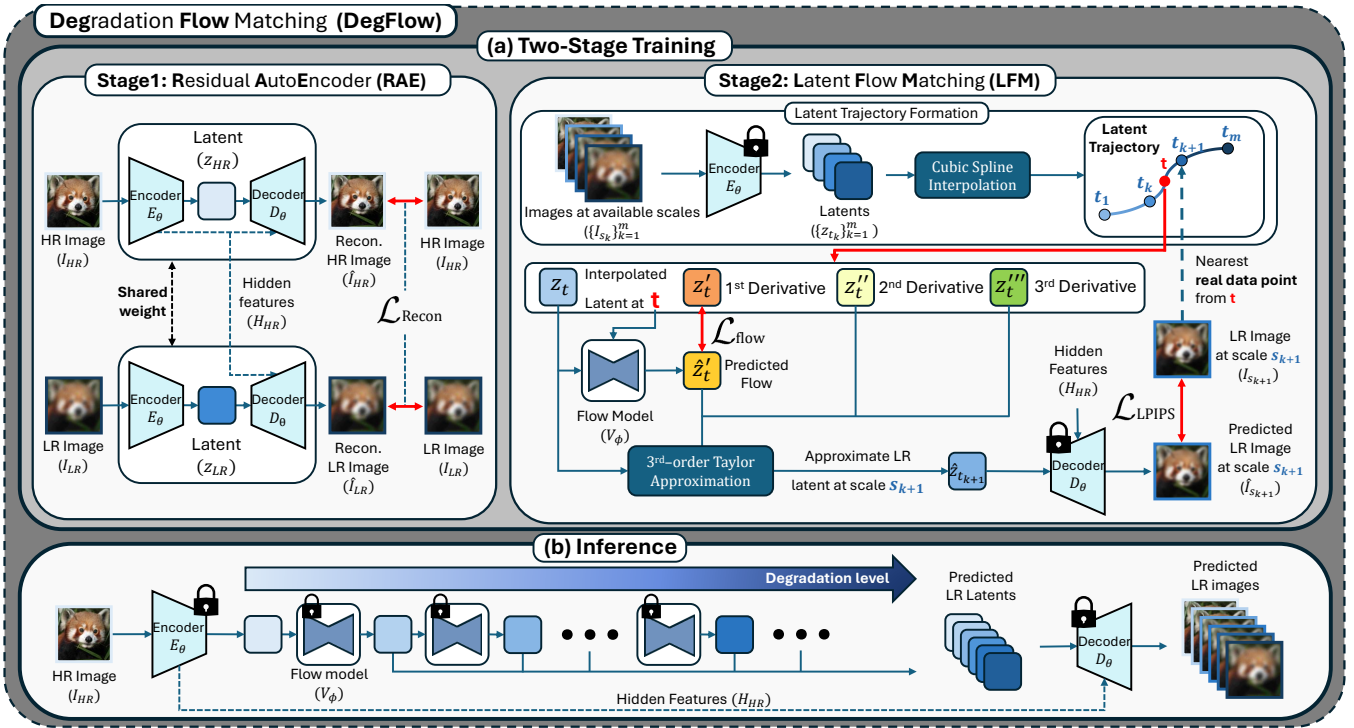 Degradation Flow Matching (DegFlow)
(a) Two-Stage Training
Stage1: Residual AutoEncoder (RAE)
Latent
(z_HR)
Encoder
E_θ
Decoder
D_θ
HR Image
(I_HR)
Recon.
HR Image
(Î_HR)
HR Image
(I_HR)
Shared
weight
Hidden
features
(H_HR)
ℒ_Recon
Encoder
E_θ
Decoder
D_θ
Latent
(z_LR)
LR Image
(I_LR)
Recon.
LR Image
(Î_LR)
LR Image
(I_LR)
Stage2: Latent Flow Matching (LFM)
Latent Trajectory Formation
Images at available scales
({I_{s_k}}_{k=1}^m)
Encoder
E_θ
Latents
({z_{t_k}}_{k=1}^m)
Cubic Spline
Interpolation
Latent
Trajectory
t_1
t_k
t
t_{k+1}
t_m
z_t
Interpolated
Latent at t
z_t′
1st Derivative
z_t″
2nd Derivative
z_t‴
3rd Derivative
Nearest
real data point
from t
ℒ_flow
ẑ_t′
Predicted
Flow
Flow Model
(V_ϕ)
3rd–order Taylor
Approximation
Approximate LR
latent at scale s_{k+1}
ẑ_{t_{k+1}}
Hidden
Features
(H_HR)
Decoder
D_θ
LR Image
at scale s_{k+1}
(I_{s_{k+1}})
ℒ_LPIPS
Predicted
LR Image
at scale s_{k+1}
(Î_{s_{k+1}})
(b) Inference
Degradation level
HR Image
(I_HR)
Encoder
E_θ
Flow model
(V_ϕ)
Hidden Features (H_HR)
Predicted
LR Latents
Decoder
D_θ
Predicted
LR images